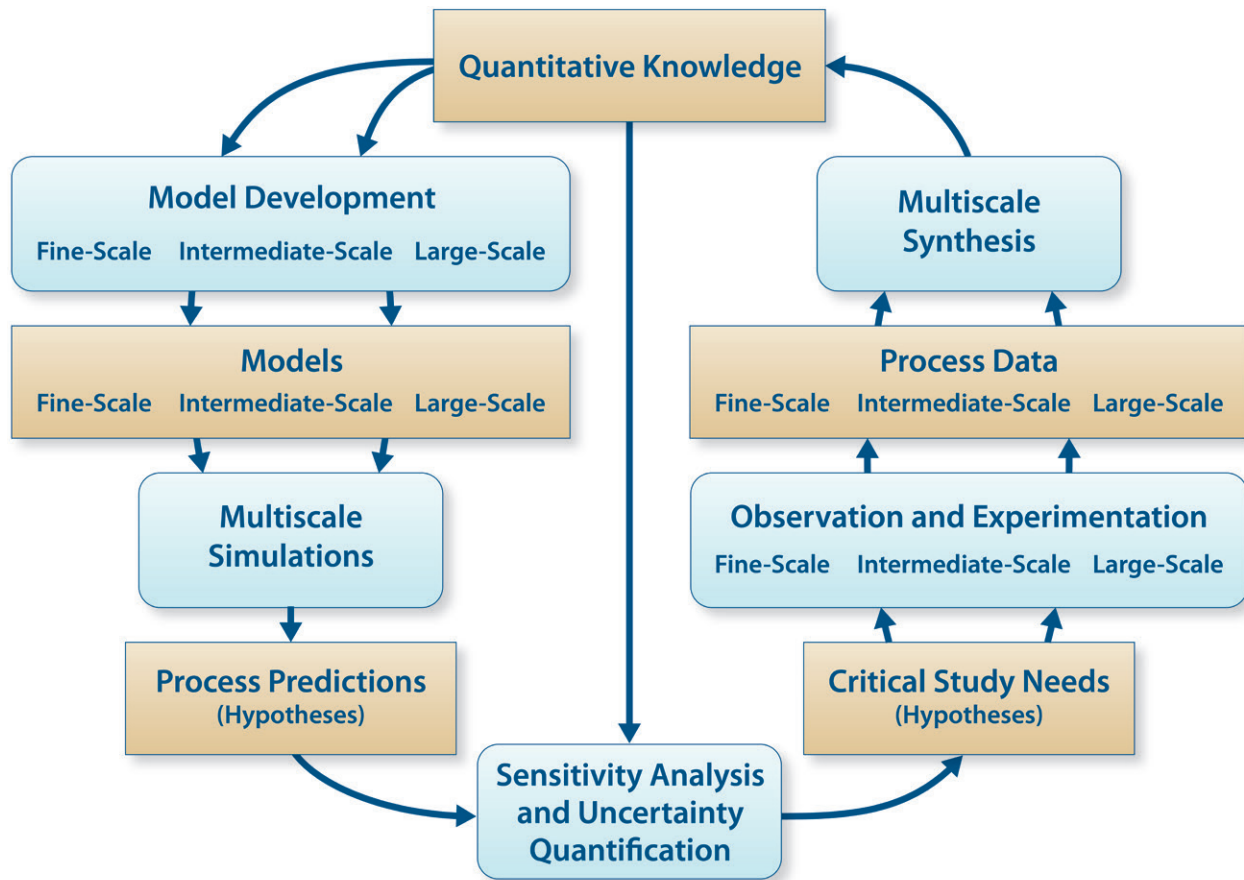 Quantitative Knowledge
Model Development
Fine-Scale Intermediate-Scale Large-Scale
Models
Fine-Scale Intermediate-Scale Large-Scale
Multiscale
Simulations
Process Predictions
(Hypotheses)
Sensitivity Analysis
and Uncertainty
Quantification
Critical Study Needs
(Hypotheses)
Observation and Experimentation
Fine-Scale Intermediate-Scale Large-Scale
Process Data
Fine-Scale Intermediate-Scale Large-Scale
Multiscale
Synthesis